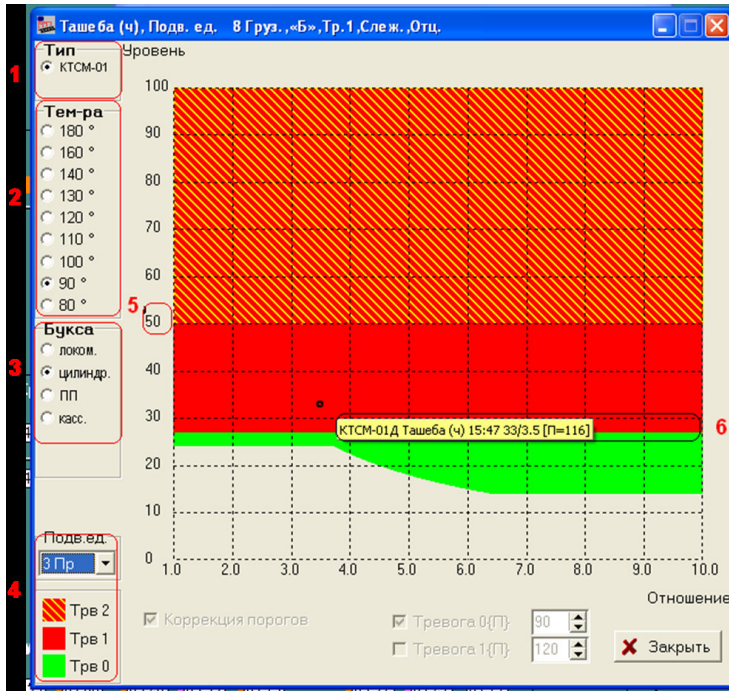 Ташеба (ч), Подв. ед. 8 Груз.,«Б»,Тр.1,Слеж.,Отц.
1
Тип
КТСМ-01
2
Тем-ра
180 °
160 °
140 °
130 °
120 °
110 °
100 °
90 °
80 °
3
Букса
локом.
цилиндр.
ПП
касс.
4
Подв.ед.
3 Пр
Трв 2
Трв 1
Трв 0
Уровень
100
90
80
70
60
5
50
40
30
20
10
0
КТСМ-01Д Ташеба (ч) 15:47 33/3.5 [П=116]
6
1.0 2.0 3.0 4.0 5.0 6.0 7.0 8.0 9.0 10.0
Отношение
Коррекция порогов
Тревога 0{П} 90
Тревога 1{П} 120
Закрыть